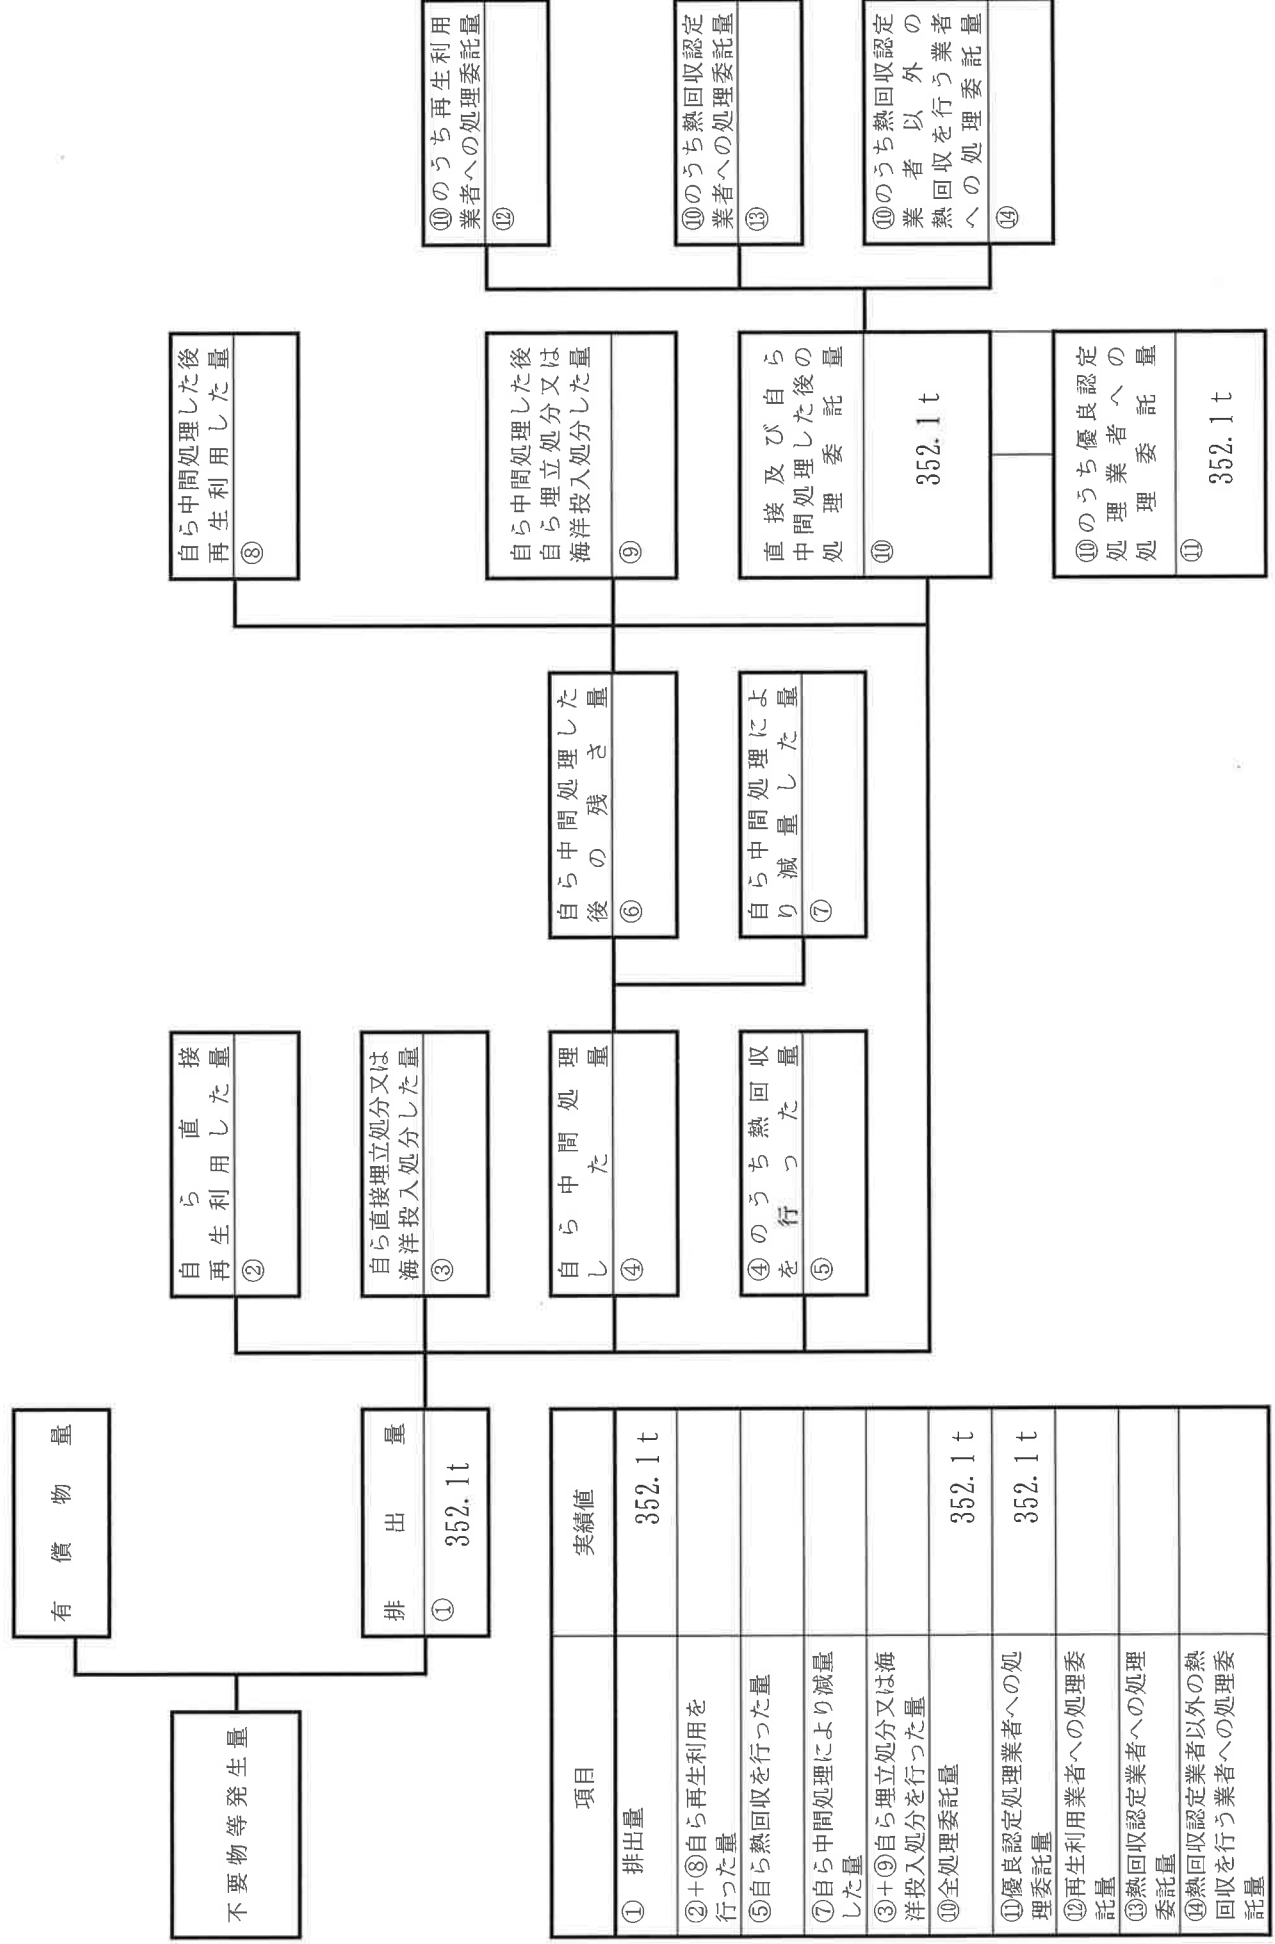 不要物等発生量
有償物量
排出量
① 352.1t
自ら直接
再生利用した量
②
自ら直接埋立処分又は
海洋投入処分した量
③
自ら中間処理
した量
④
④のうち熱回収
を行った量
⑤
自ら中間処理した
後の残さ量
⑥
自ら中間処理によ
り減量した量
⑦
自ら中間処理した後
再生利用した量
⑧
自ら中間処理した後
自ら埋立処分又は
海洋投入処分した量
⑨
直接及び自ら
中間処理した後の
処理委託量
⑩ 352.1t
⑩のうち優良認定
処理業者への
処理委託量
⑪ 352.1t
⑩のうち再生利用
業者への処理委託量
⑫
⑩のうち熱回収認定
業者への処理委託量
⑬
⑩のうち熱回収認定
業者以外の
熱回収を行う業者
への処理委託量
⑭
項目 実績値
① 排出量 352.1t
②+⑧自ら再生利用を
行った量
⑤自ら熱回収を行った量
⑦自ら中間処理により減量
した量
③+⑨自ら埋立処分又は海
洋投入処分を行った量
⑩全処理委託量 352.1t
⑪優良認定処理業者への処
理委託量 352.1t
⑫再生利用業者への処理委
託量
⑬熱回収認定業者への処理
委託量
⑭熱回収認定業者以外の熱
回収を行う業者への処理委
託量